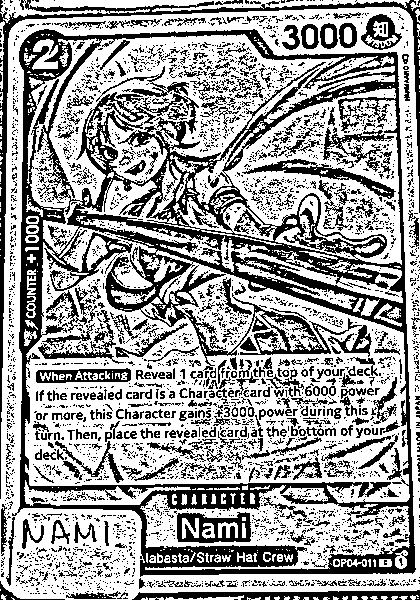 2
3000
知
COUNTER +1000
When Attacking Reveal 1 card from the top of your deck.
If the revealed card is a Character card with 6000 power
or more, this Character gains +3000 power during this
turn. Then, place the revealed card at the bottom of your
deck.
CHARACTER
Nami
NAMI
Alabasta/Straw Hat Crew
OP04-011 1